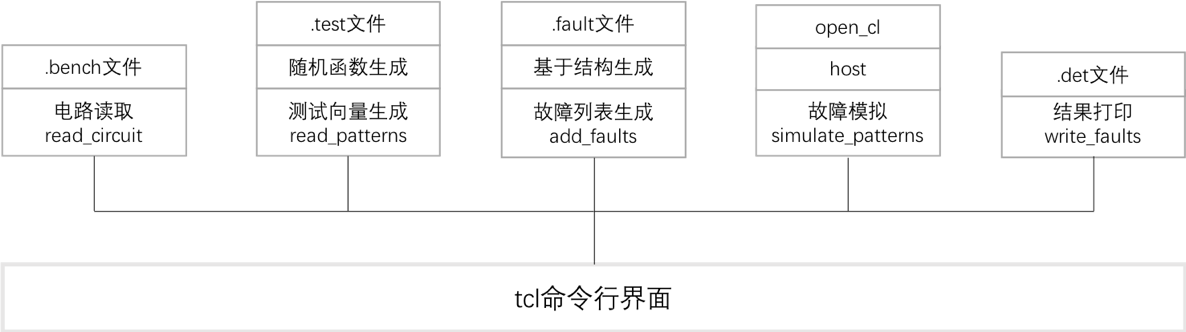 .bench文件
电路读取
read_circuit
.test文件
随机函数生成
测试向量生成
read_patterns
.fault文件
基于结构生成
故障列表生成
add_faults
open_cl
host
故障模拟
simulate_patterns
.det文件
结果打印
write_faults
tcl命令行界面